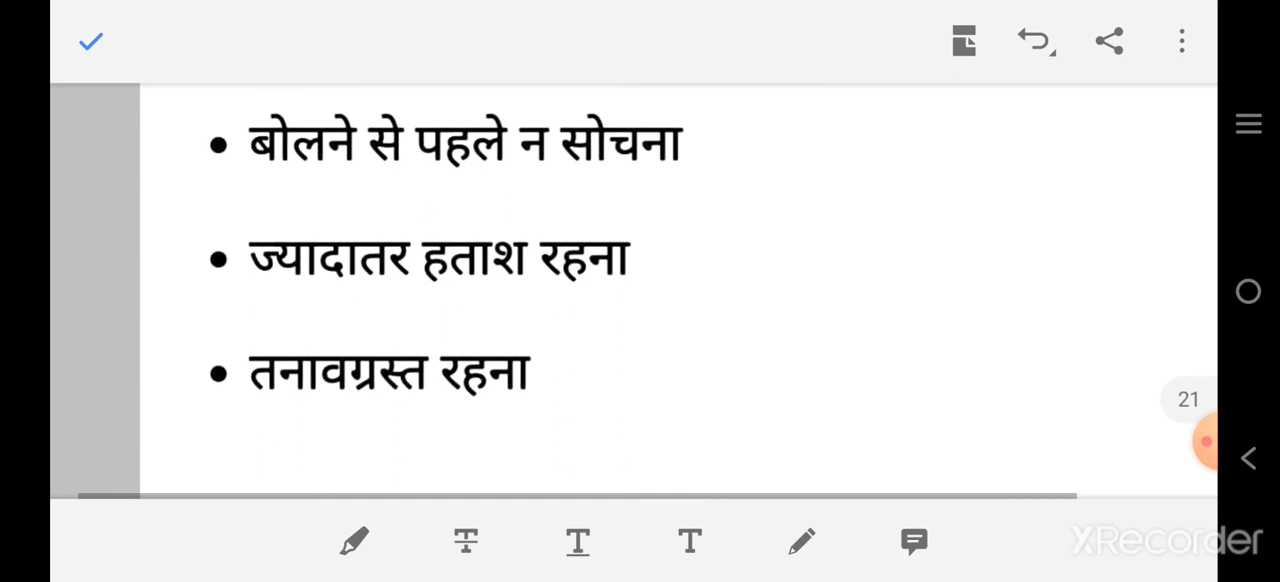 • बोलने से पहले न सोचना
• ज्यादातर हताश रहना
• तनावग्रस्त रहना
21
XRecorder